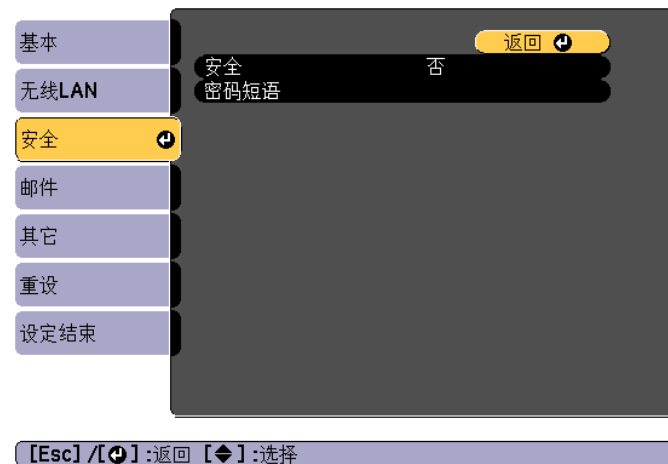 基本
无线LAN
安全
邮件
其它
重设
设定结束
返回
安全 否
密码短语
[Esc] /[⏎] :返回 [◆] :选择